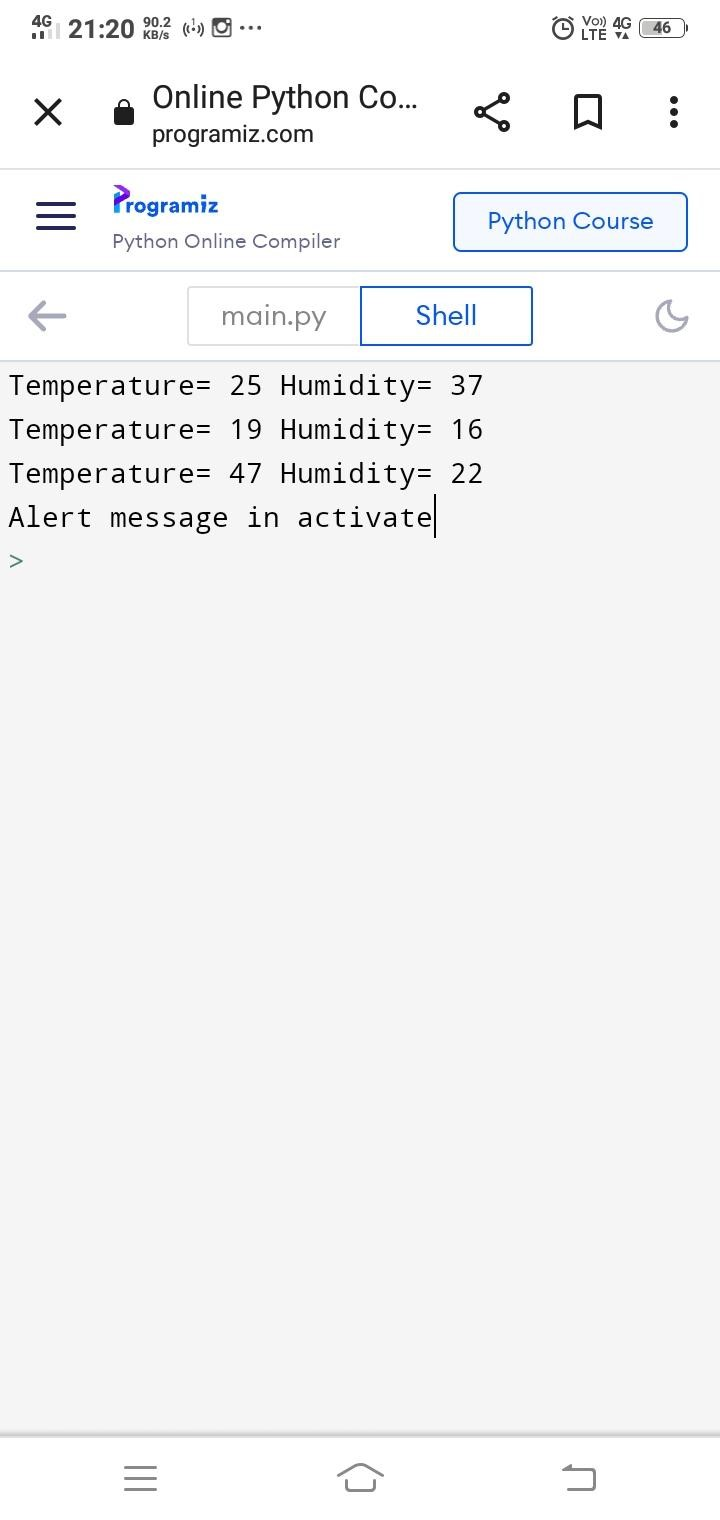 4G 21:20 90.2 KB/s ... Vo)) LTE 4G 46
Online Python Co...
programiz.com
Programiz
Python Online Compiler
Python Course
main.py
Shell
Temperature= 25 Humidity= 37
Temperature= 19 Humidity= 16
Temperature= 47 Humidity= 22
Alert message in activate
>